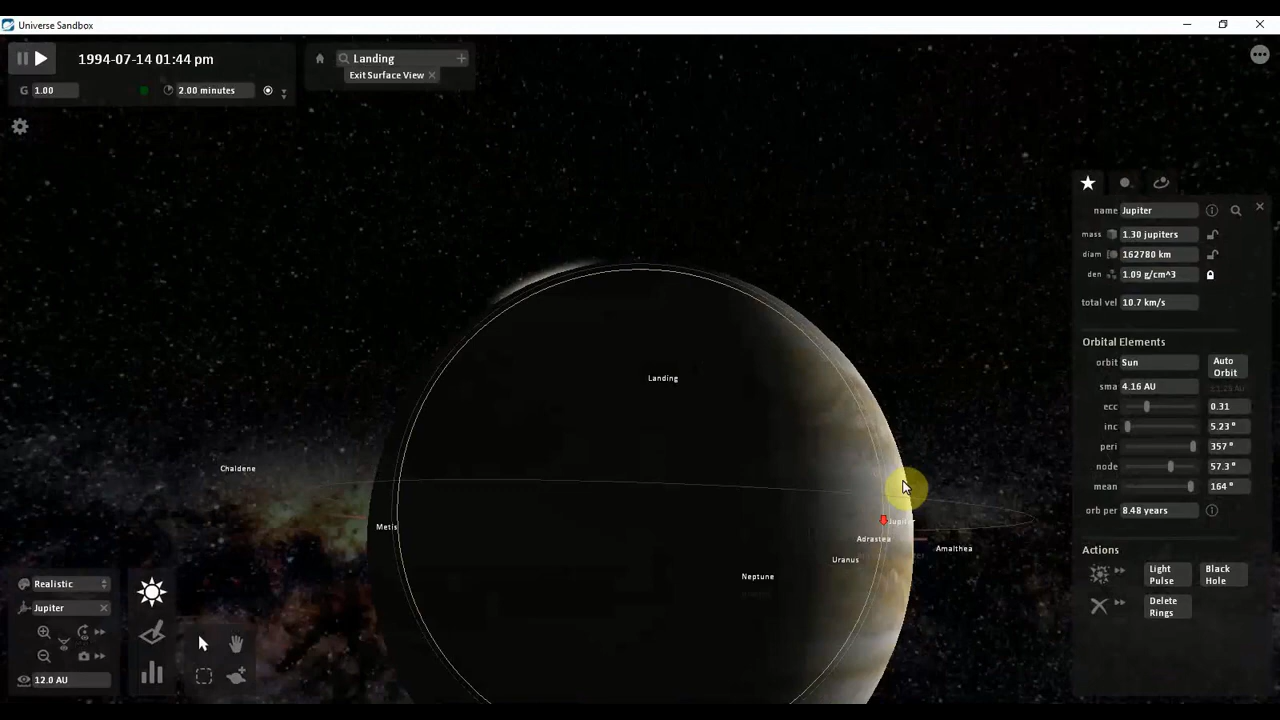 Universe Sandbox
1994-07-14 01:44 pm
G 1.00
2.00 minutes
Landing
Exit Surface View
Landing
Chaldene
Metis
Jupiter
Adrastea
Amalthea
Uranus
Neptune
name Jupiter
mass 1.30 jupiters
diam 162780 km
den 1.09 g/cm^3
total vel 10.7 km/s
Orbital Elements
orbit Sun
Auto Orbit
sma 4.16 AU
ecc 0.31
inc 5.23°
peri 357°
node 57.3°
mean 164°
orb per 8.48 years
Actions
Light Pulse
Black Hole
Delete Rings
Realistic
Jupiter
12.0 AU